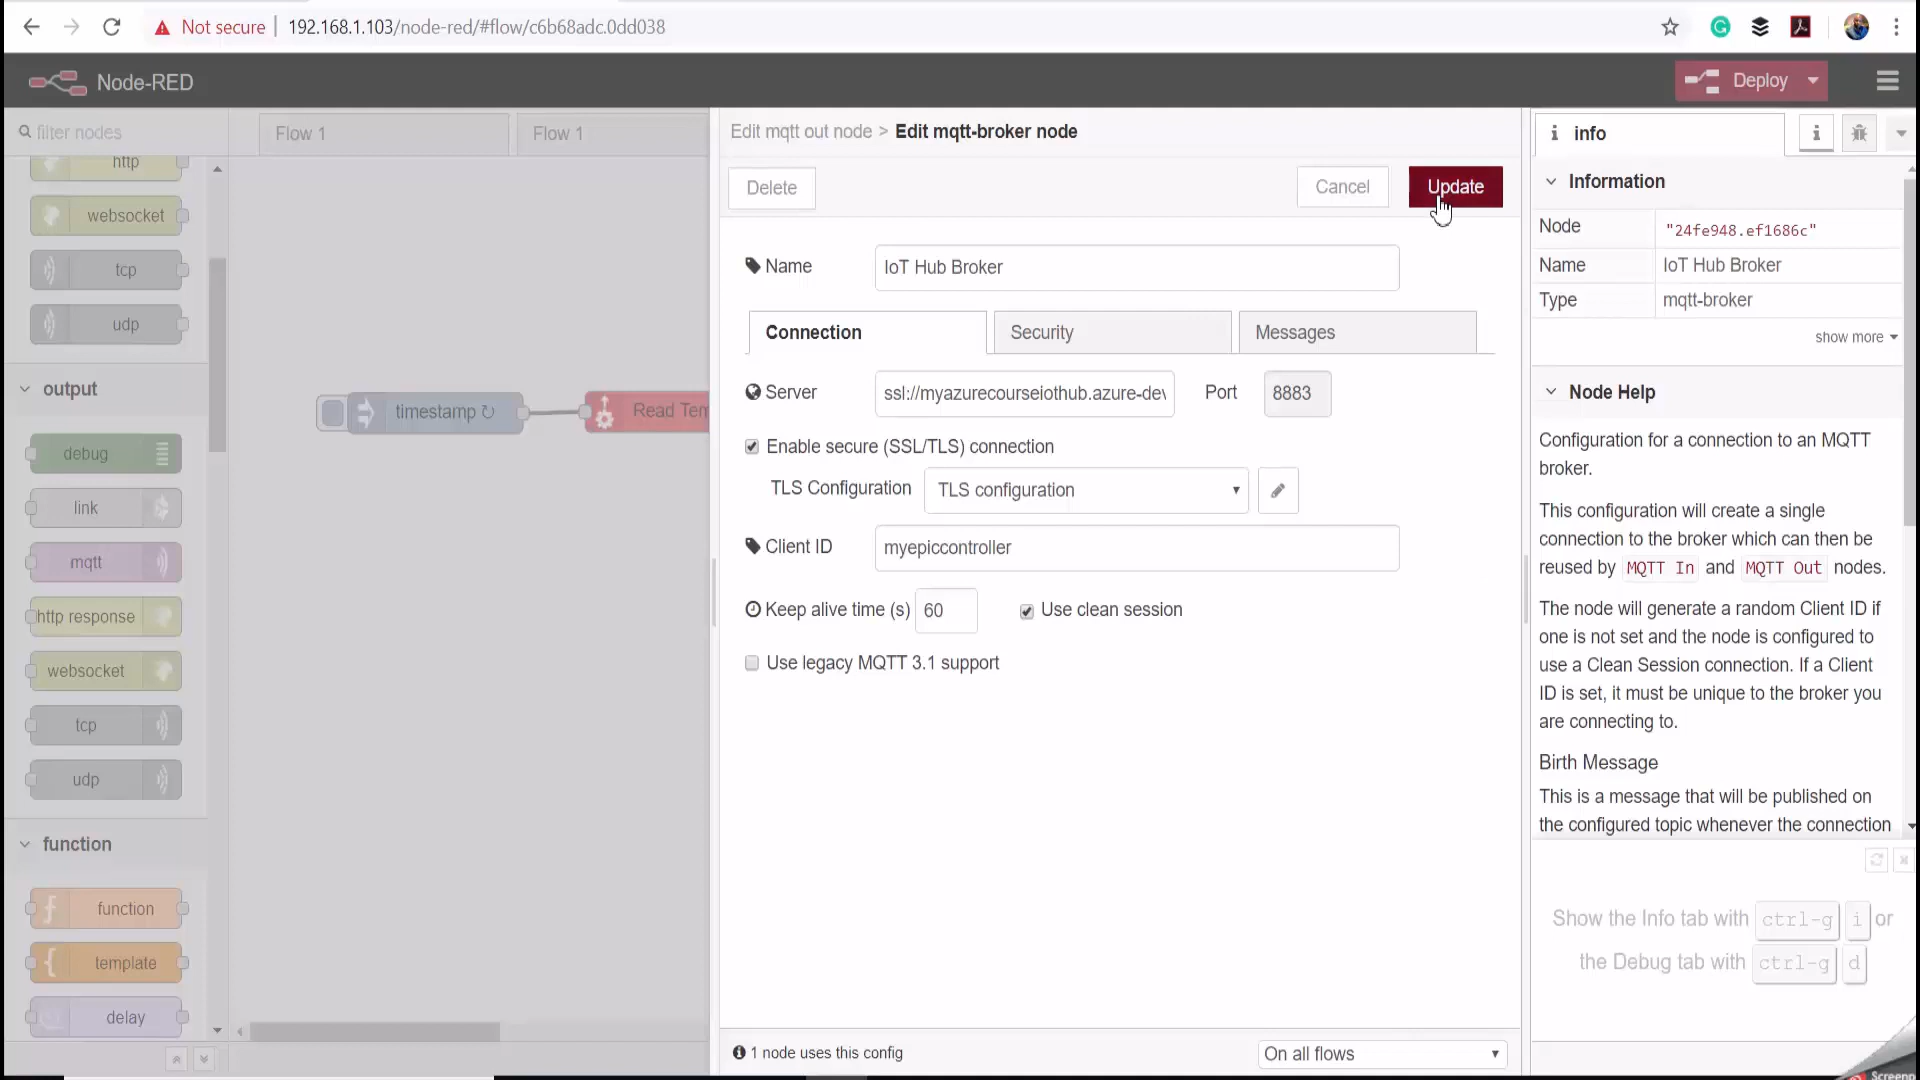 Not secure | 192.168.1.103/node-red/#flow/c6b68adc.0dd038
Node-RED
Deploy
filter nodes
http
websocket
tcp
udp
output
debug
link
mqtt
http response
websocket
tcp
udp
function
function
template
delay
Flow 1
Flow 1
timestamp ↻
Read Tem
Edit mqtt out node > Edit mqtt-broker node
Delete
Cancel
Update
Name
IoT Hub Broker
Connection
Security
Messages
Server
ssl://myazurecourseiothub.azure-dev
Port
8883
Enable secure (SSL/TLS) connection
TLS Configuration
TLS configuration
Client ID
myepiccontroller
Keep alive time (s)
60
Use clean session
Use legacy MQTT 3.1 support
1 node uses this config
On all flows
info
Information
Node
"24fe948.ef1686c"
Name
IoT Hub Broker
Type
mqtt-broker
show more
Node Help
Configuration for a connection to an MQTT
broker.
This configuration will create a single
connection to the broker which can then be
reused by MQTT In and MQTT Out nodes.
The node will generate a random Client ID if
one is not set and the node is configured to
use a Clean Session connection. If a Client
ID is set, it must be unique to the broker you
are connecting to.
Birth Message
This is a message that will be published on
the configured topic whenever the connection
Show the Info tab with ctrl-g i or
the Debug tab with ctrl-g d